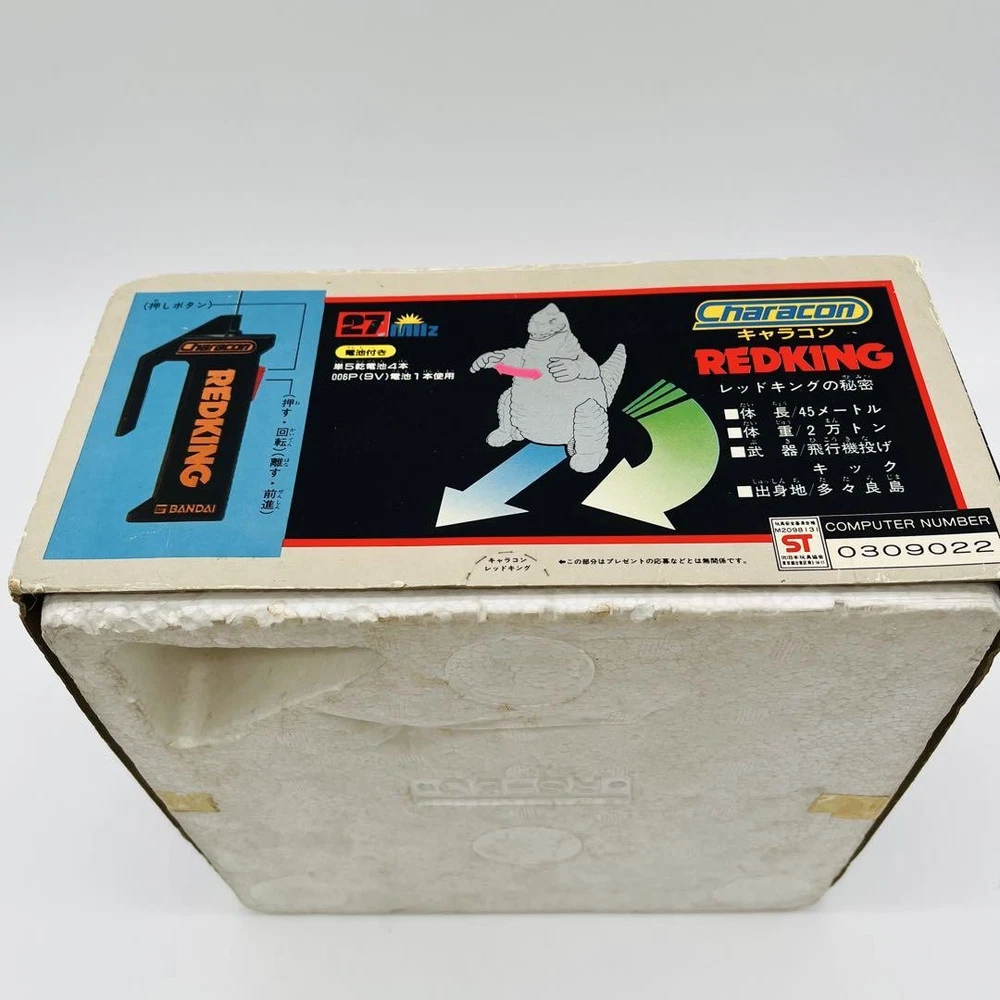 (押しボタン)
Characon
REDKING
BANDAI
(押す・回転)(離す・前進)
27 MHz
電池付き
単5乾電池4本
006P(9V)電池1本使用
Characon
キャラコン
REDKING
レッドキングの秘密
■体長/45メートル
■体重/2万トン
■武器/飛行機投げ
キック
■出身地/多々良島
M2098131
ST
COMPUTER NUMBER
0309022
キャラコン
レッドキング
←この部分はプレゼントの応募などとは無関係です。